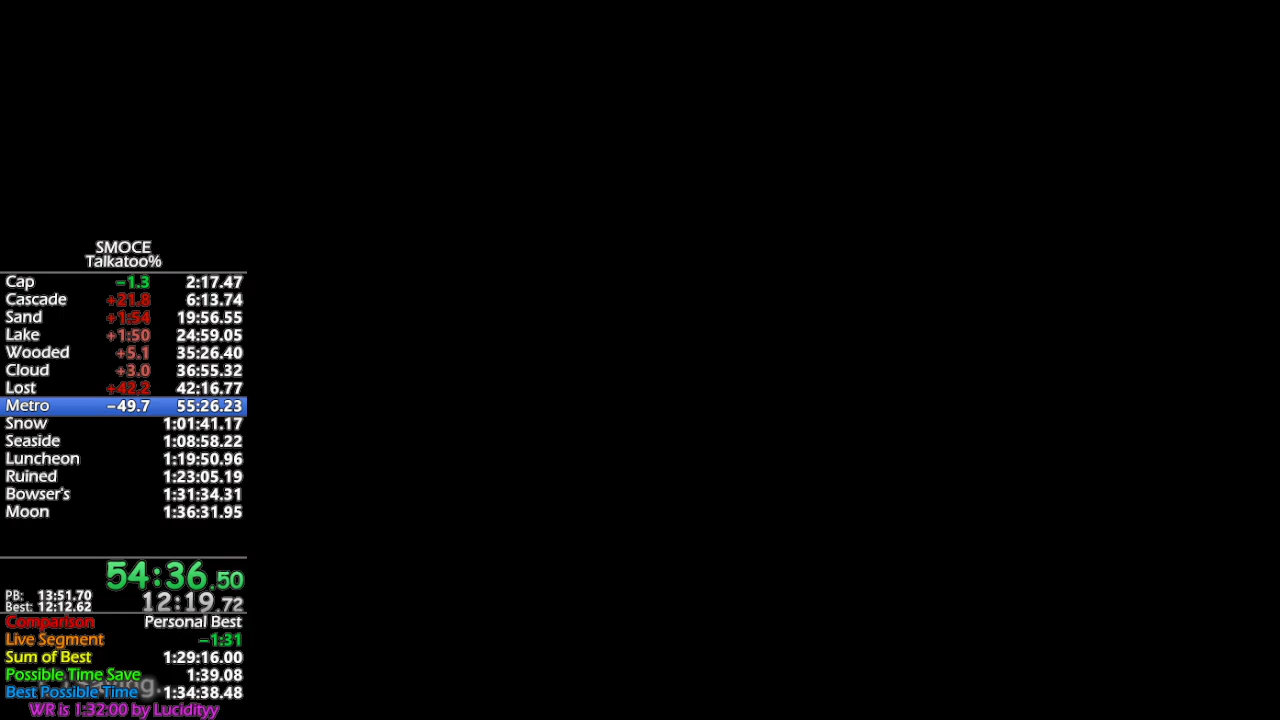 SMOCE
Talkatoo%
Cap −1.3 2:17.47
Cascade +21.8 6:13.74
Sand +1:54 19:56.55
Lake +1:50 24:59.05
Wooded +5.1 35:26.40
Cloud +3.0 36:55.32
Lost +42.2 42:16.77
Metro −49.7 55:26.23
Snow 1:01:41.17
Seaside 1:08:58.22
Luncheon 1:19:50.96
Ruined 1:23:05.19
Bowser's 1:31:34.31
Moon 1:36:31.95
54:36.50
PB: 13:51.70
Best: 12:12.62
12:19.72
Comparison Personal Best
Live Segment −1:31
Sum of Best 1:29:16.00
Possible Time Save 1:39.08
Best Possible Time 1:34:38.48
WR is 1:32:00 by Lucidityy